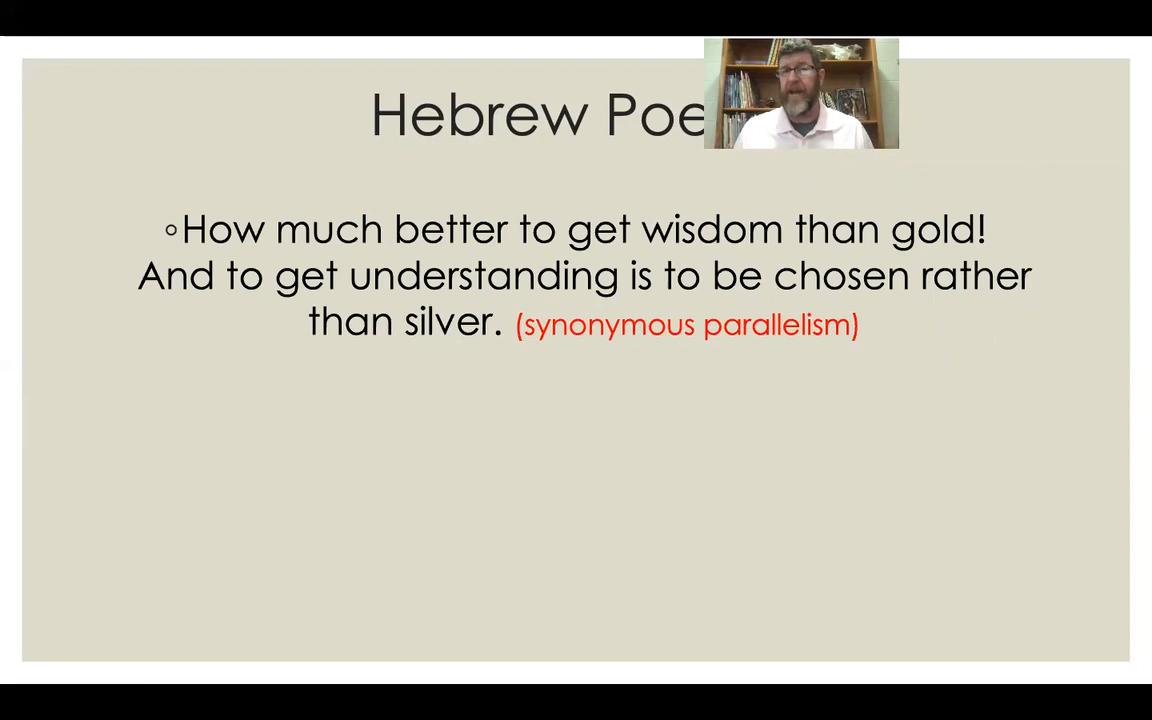 Hebrew Poe
◦How much better to get wisdom than gold!
And to get understanding is to be chosen rather
than silver. (synonymous parallelism)